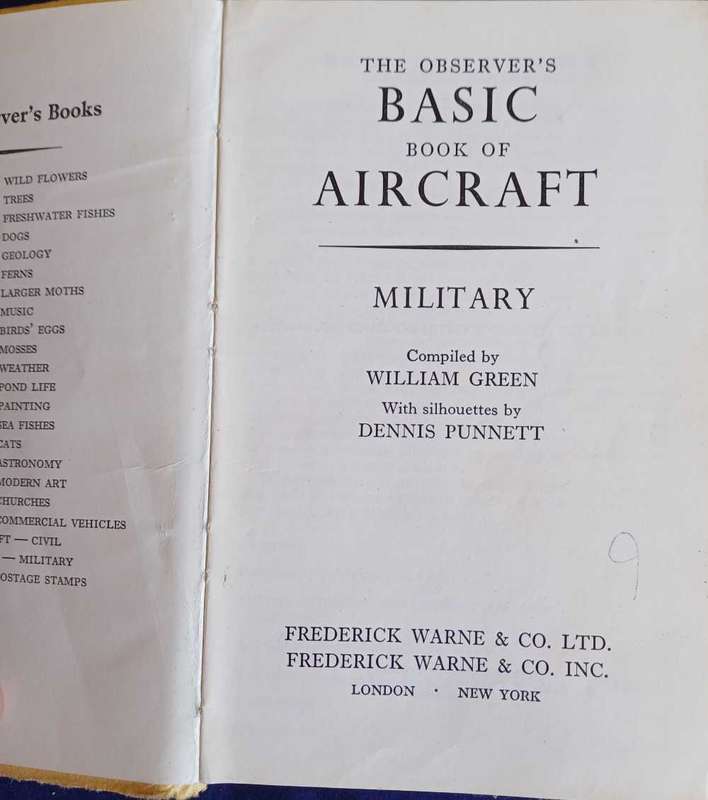 ver's Books
WILD FLOWERS
TREES
FRESHWATER FISHES
DOGS
GEOLOGY
FERNS
LARGER MOTHS
MUSIC
BIRDS' EGGS
MOSSES
WEATHER
POND LIFE
PAINTING
SEA FISHES
CATS
ASTRONOMY
MODERN ART
CHURCHES
COMMERCIAL VEHICLES
FT — CIVIL
— MILITARY
OSTAGE STAMPS
THE OBSERVER'S
BASIC
BOOK OF
AIRCRAFT
MILITARY
Compiled by
WILLIAM GREEN
With silhouettes by
DENNIS PUNNETT
9
FREDERICK WARNE & CO. LTD.
FREDERICK WARNE & CO. INC.
LONDON · NEW YORK